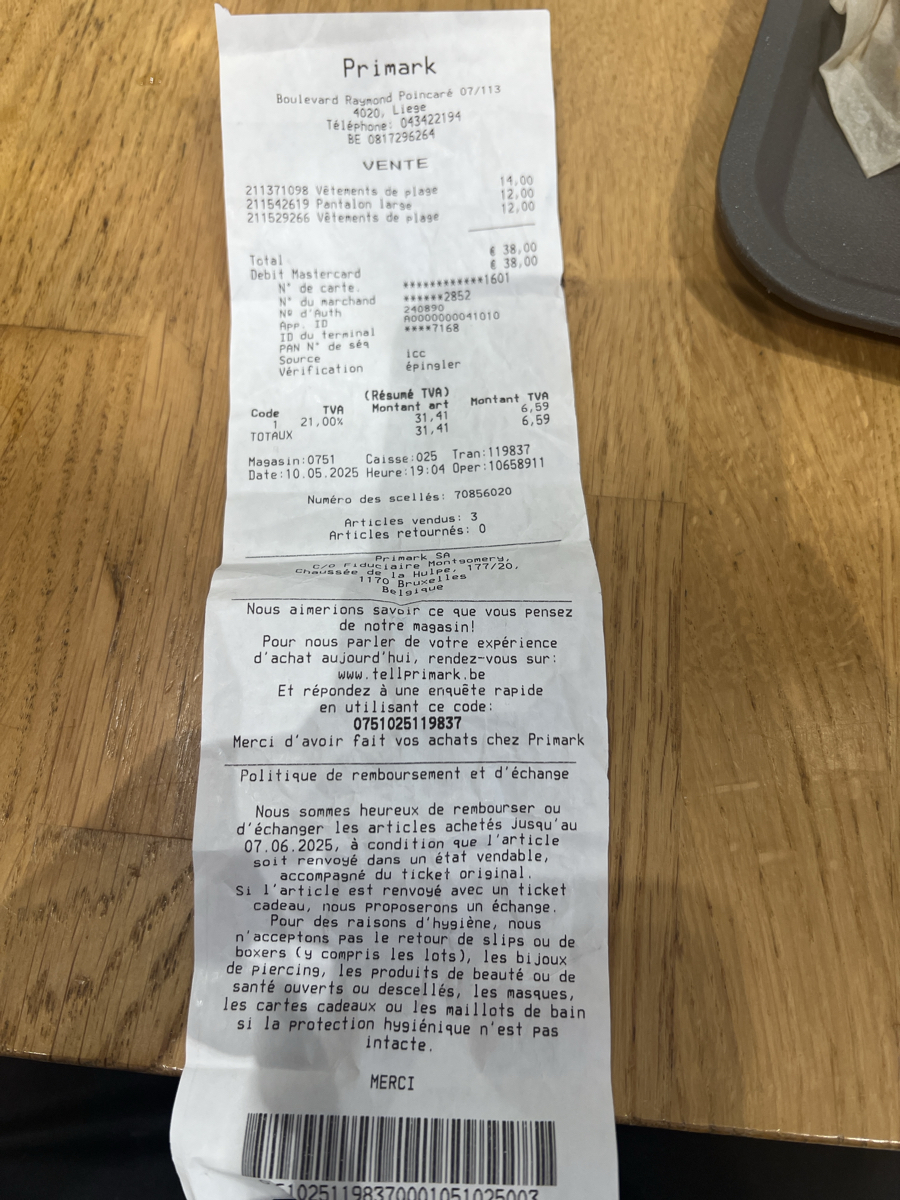 Primark
Boulevard Raymond Poincaré 07/113
4020, Liege
Téléphone: 043422194
BE 0817296264
VENTE
211371098 Vêtements de plage 14,00
211542619 Pantalon large 12,00
211529266 Vêtements de plage 12,00
Total € 38,00
Debit Mastercard € 38,00
N° de carte. ************1601
N° du marchand ******2852
Nº d'Auth 240890
App. ID A0000000041010
ID du terminal ****7168
PAN N° de séq
Source icc
Vérification épingler
(Résumé TVA)
Code TVA Montant art Montant TVA
1 21,00% 31,41 6,59
TOTAUX 31,41 6,59
Magasin:0751 Caisse:025 Tran:119837
Date:10.05.2025 Heure:19:04 Oper:10658911
Numéro des scellés: 70856020
Articles vendus: 3
Articles retournés: 0
Primark SA
C/o Fiduciaire Montgomery,
Chaussée de la Hulpe, 177/20,
1170 Bruxelles
Belgique
Nous aimerions savoir ce que vous pensez
de notre magasin!
Pour nous parler de votre expérience
d'achat aujourd'hui, rendez-vous sur:
www.tellprimark.be
Et répondez à une enquête rapide
en utilisant ce code:
0751025119837
Merci d'avoir fait vos achats chez Primark
Politique de remboursement et d'échange
Nous sommes heureux de rembourser ou
d'échanger les articles achetés jusqu'au
07.06.2025, à condition que l'article
soit renvoyé dans un état vendable,
accompagné du ticket original.
Si l'article est renvoyé avec un ticket
cadeau, nous proposerons un échange.
Pour des raisons d'hygiène, nous
n'acceptons pas le retour de slips ou de
boxers (y compris les lots), les bijoux
de piercing, les produits de beauté ou de
santé ouverts ou descellés, les masques,
les cartes cadeaux ou les maillots de bain
si la protection hygiénique n'est pas
intacte.
MERCI